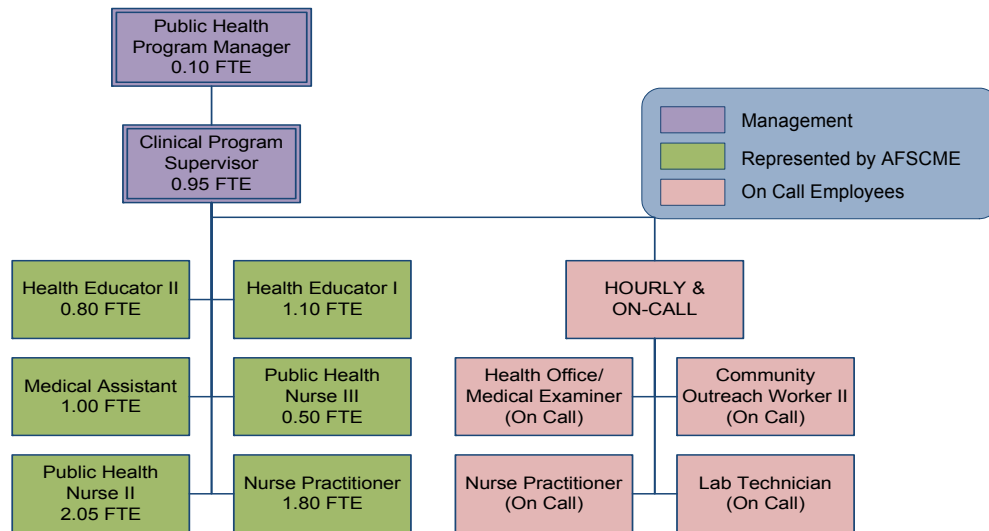 Public Health
Program Manager
0.10 FTE
Clinical Program
Supervisor
0.95 FTE
Management
Represented by AFSCME
On Call Employees
Health Educator II
0.80 FTE
Health Educator I
1.10 FTE
HOURLY &
ON-CALL
Medical Assistant
1.00 FTE
Public Health
Nurse III
0.50 FTE
Health Office/
Medical Examiner
(On Call)
Community
Outreach Worker II
(On Call)
Public Health
Nurse II
2.05 FTE
Nurse Practitioner
1.80 FTE
Nurse Practitioner
(On Call)
Lab Technician
(On Call)